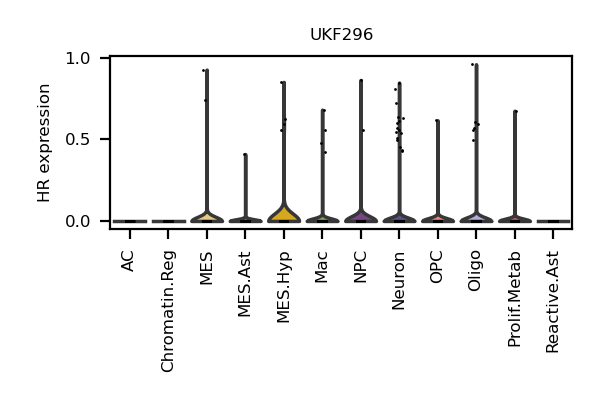 UKF296
HR expression
1.0
0.5
0.0
AC
Chromatin.Reg
MES
MES.Ast
MES.Hyp
Mac
NPC
Neuron
OPC
Oligo
Prolif.Metab
Reactive.Ast